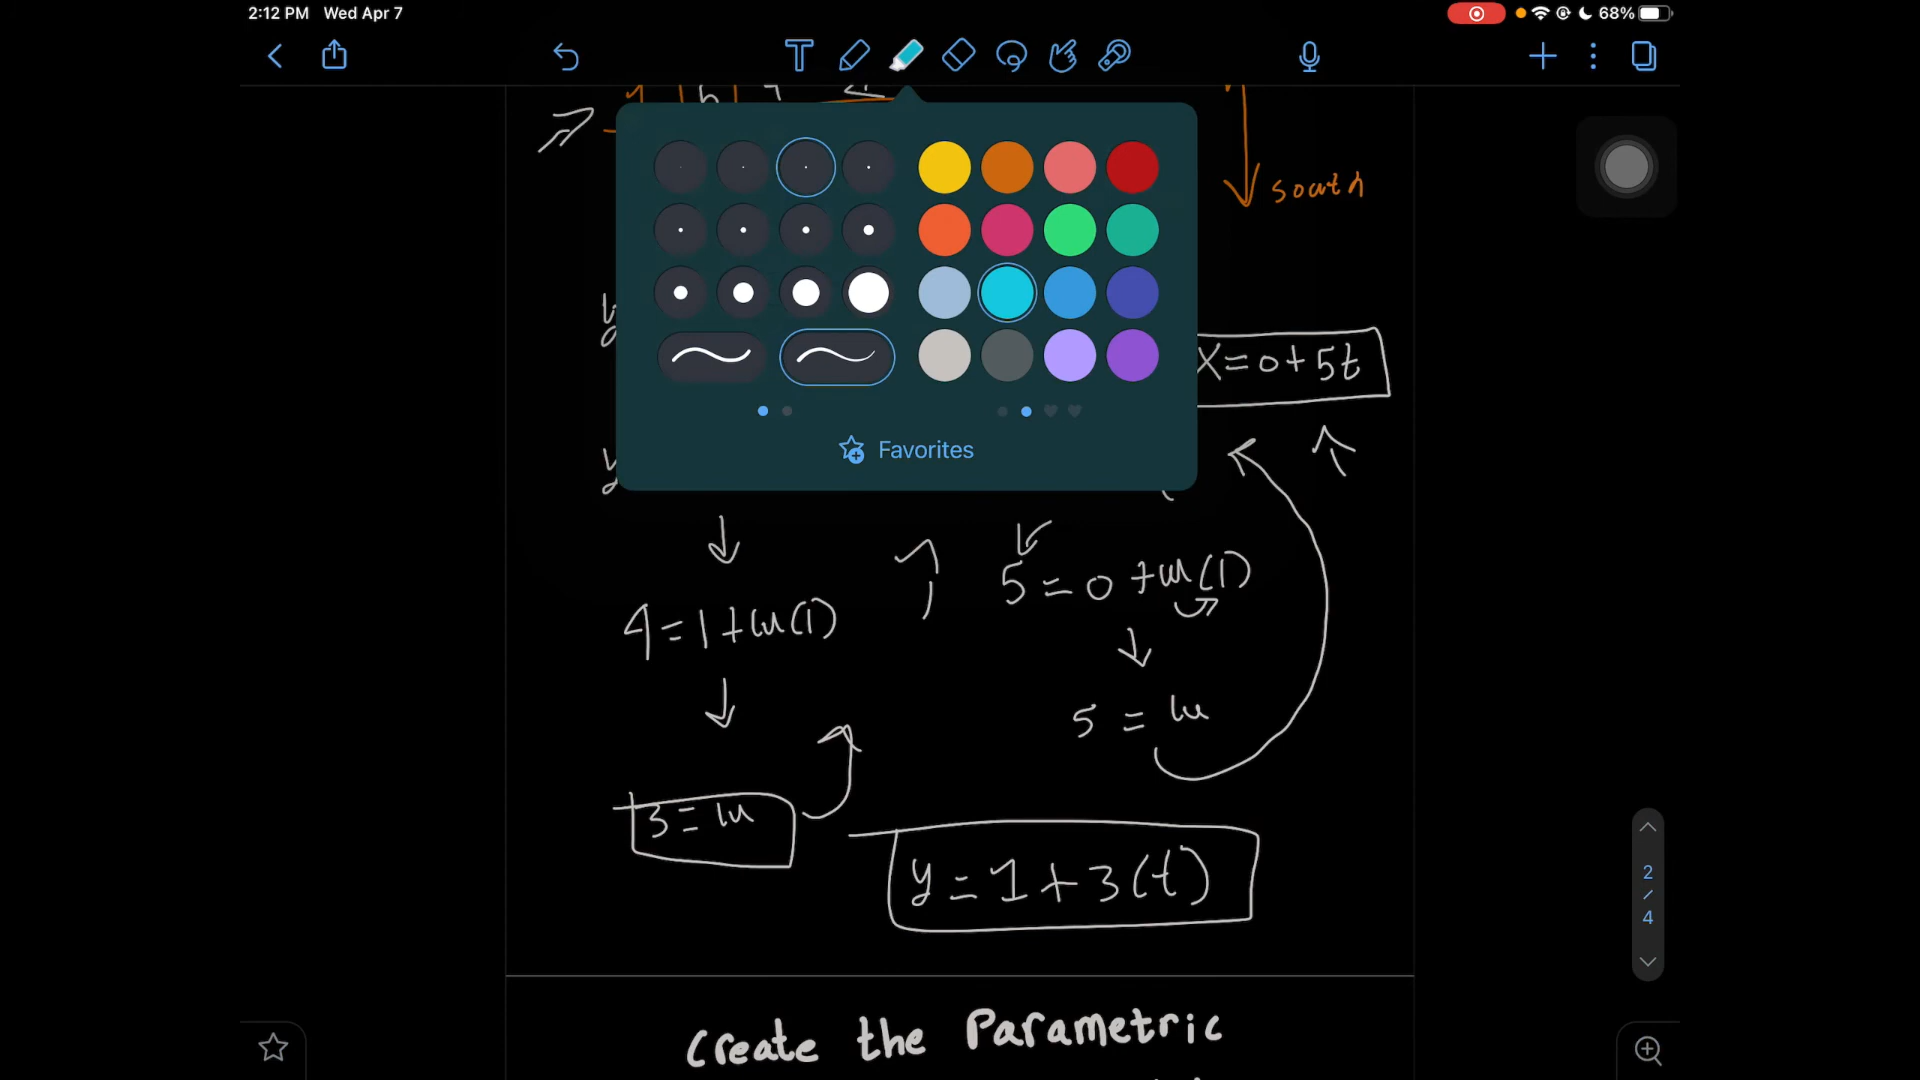 2:12 PM Wed Apr 7
68%
T
south
X=0+5t
Favorites
5=0+m(1)
4=1+m(1)
5=m
3=m
y=1+3(t)
2
/
4
Create the Parametric